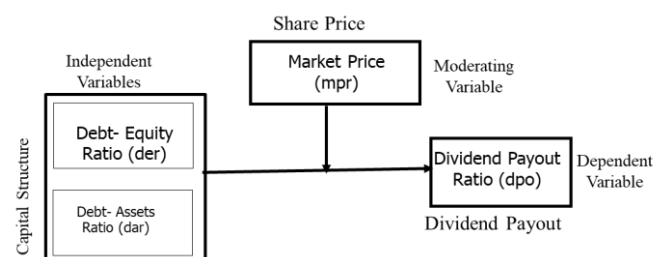 Share Price
Independent
Variables
Market Price
(mpr)
Moderating
Variable
Capital Structure
Debt- Equity
Ratio (der)
Dividend Payout
Ratio (dpo)
Dependent
Variable
Debt- Assets
Ratio (dar)
Dividend Payout